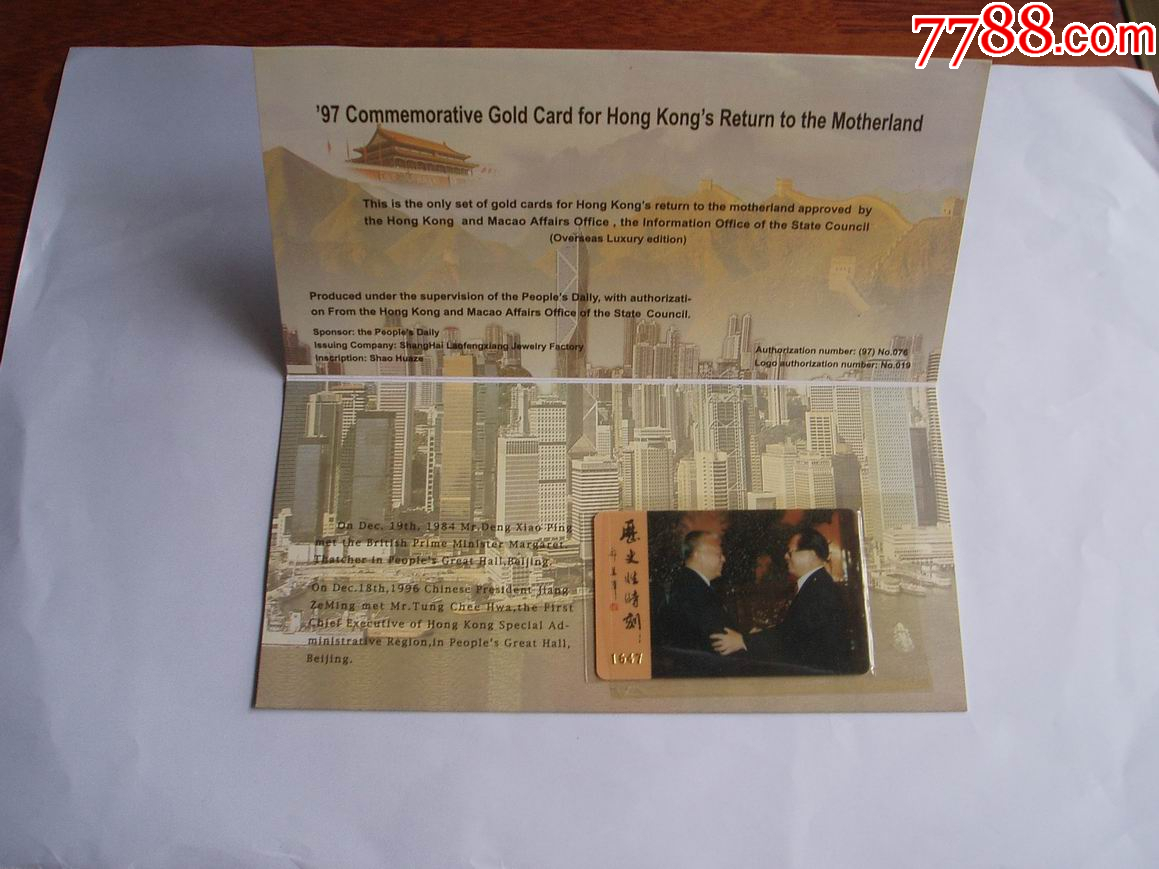 7788.com
'97 Commemorative Gold Card for Hong Kong's Return to the Motherland
This is the only set of gold cards for Hong Kong's return to the motherland approved by
the Hong Kong and Macao Affairs Office , the Information Office of the State Council
(Overseas Luxury edition)
Produced under the supervision of the People's Daily, with authorizati-
on From the Hong Kong and Macao Affairs Office of the State Council.
Sponsor: the People's Daily
Issuing Company: ShangHai Laofengxiang Jewelry Factory
Inscription: Shao Huaze
Authorization number: (97) No.076
Logo authorization number: No.019
On Dec. 19th, 1984 Mr.Deng Xiao Ping
met the British Prime Minister Margaret.
Thatcher in People's Great Hall,Beijing.
On Dec.18th,1996 Chinese President Jiang
ZeMing met Mr.Tung Chee Hwa,the First
Chief Executive of Hong Kong Special Ad-
ministrative Region,in People's Great Hall,
Beijing.
歷史性時刻
1647